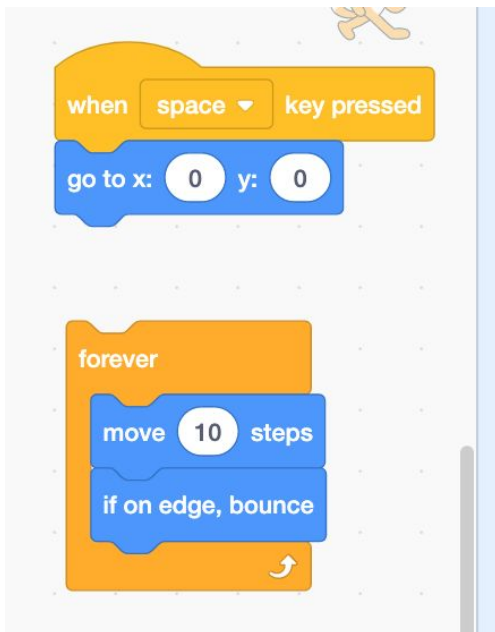 when space key pressed
go to x: 0 y: 0
forever
move 10 steps
if on edge, bounce